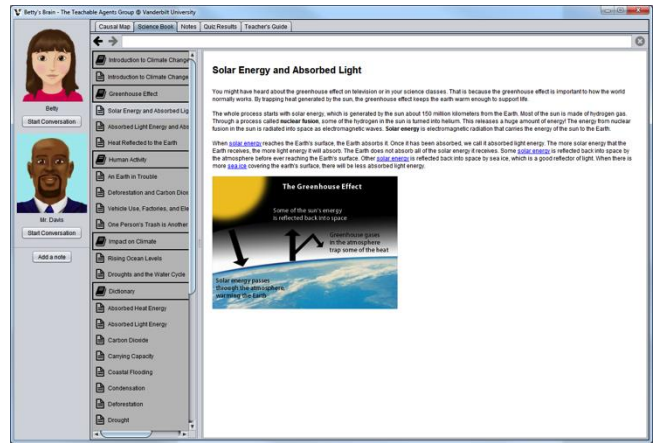 Betty's Brain - The Teachable Agents Group @ Vanderbilt University
Causal Map Science Book Notes Quiz Results Teacher's Guide
Betty
Start Conversation
Mr. Davis
Start Conversation
Add a note
Introduction to Climate Change
Introduction to Climate Change
Greenhouse Effect
Solar Energy and Absorbed Lig
Absorbed Light Energy and Abs
Heat Reflected to the Earth
Human Activity
An Earth in Trouble
Deforestation and Carbon Diox
Vehicle Use, Factories, and Ele
One Person's Trash is Another
Impact on Climate
Rising Ocean Levels
Droughts and the Water Cycle
Dictionary
Absorbed Heat Energy
Absorbed Light Energy
Carbon Dioxide
Carrying Capacity
Coastal Flooding
Condensation
Deforestation
Drought
Solar Energy and Absorbed Light
You might have heard about the greenhouse effect on television or in your science classes. That is because the greenhouse effect is important to how the world
normally works. By trapping heat generated by the sun, the greenhouse effect keeps the earth warm enough to support life.
The whole process starts with solar energy, which is generated by the sun about 150 million kilometers from the Earth. Most of the sun is made of hydrogen gas.
Through a process called nuclear fusion, some of the hydrogen in the sun is turned into helium. This releases a huge amount of energy! The energy from nuclear
fusion in the sun is radiated into space as electromagnetic waves. Solar energy is electromagnetic radiation that carries the energy of the sun to the Earth.
When solar energy reaches the Earth's surface, the Earth absorbs it. Once it has been absorbed, we call it absorbed light energy. The more solar energy that the
Earth receives, the more light energy it will absorb. The Earth does not absorb all of the solar energy it receives. Some solar energy is reflected back into space by
the atmosphere before ever reaching the Earth's surface. Other solar energy is reflected back into space by sea ice, which is a good reflector of light. When there is
more sea ice covering the earth's surface, there will be less absorbed light energy.
The Greenhouse Effect
Some of the sun's energy
is reflected back into space
Greenhouse gases
in the atmosphere
trap some of the heat
Solar energy passes
through the atmosphere,
warming the Earth